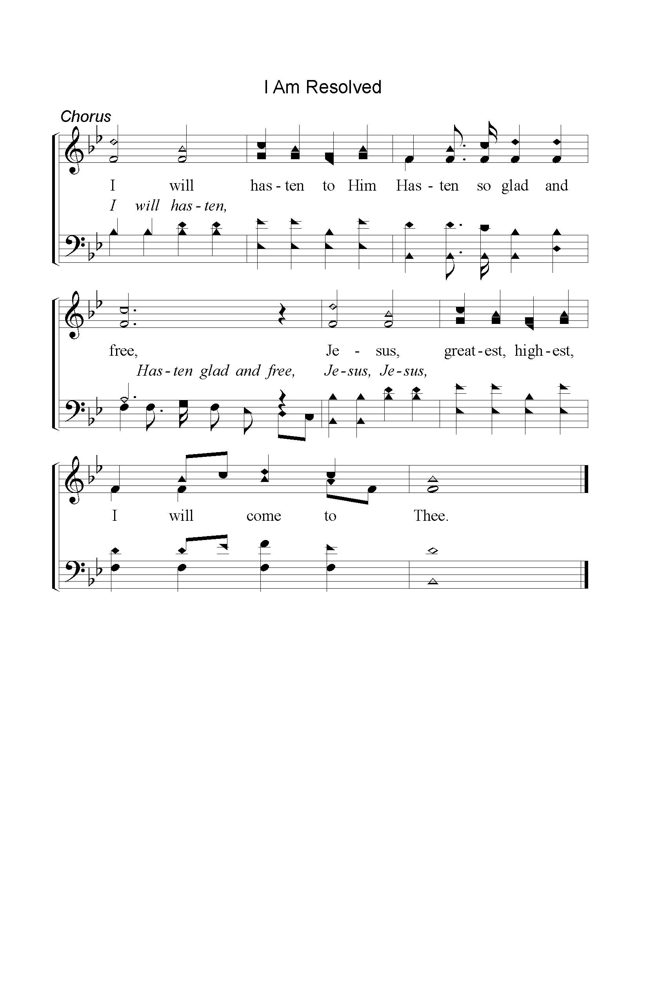 I Am Resolved
Chorus
I will has - ten to Him Has - ten so glad and
I will has - ten,
free, Je - sus, great - est, high - est,
Has - ten glad and free, Je - sus, Je - sus,
I will come to Thee.